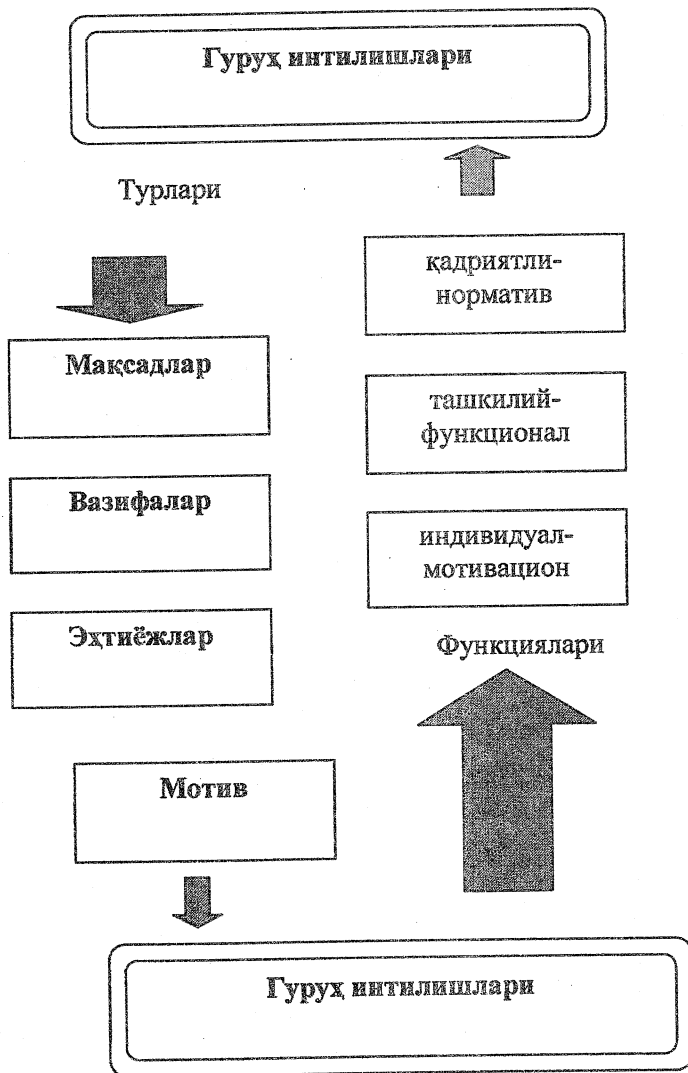 Гуруҳ интилишлари
Турлари
Мақсадлар
Вазифалар
Эҳтиёжлар
Мотив
қадриятли-
норматив
ташкилий-
функционал
индивидуал-
мотивацион
Функциялари
Гуруҳ интилишлари